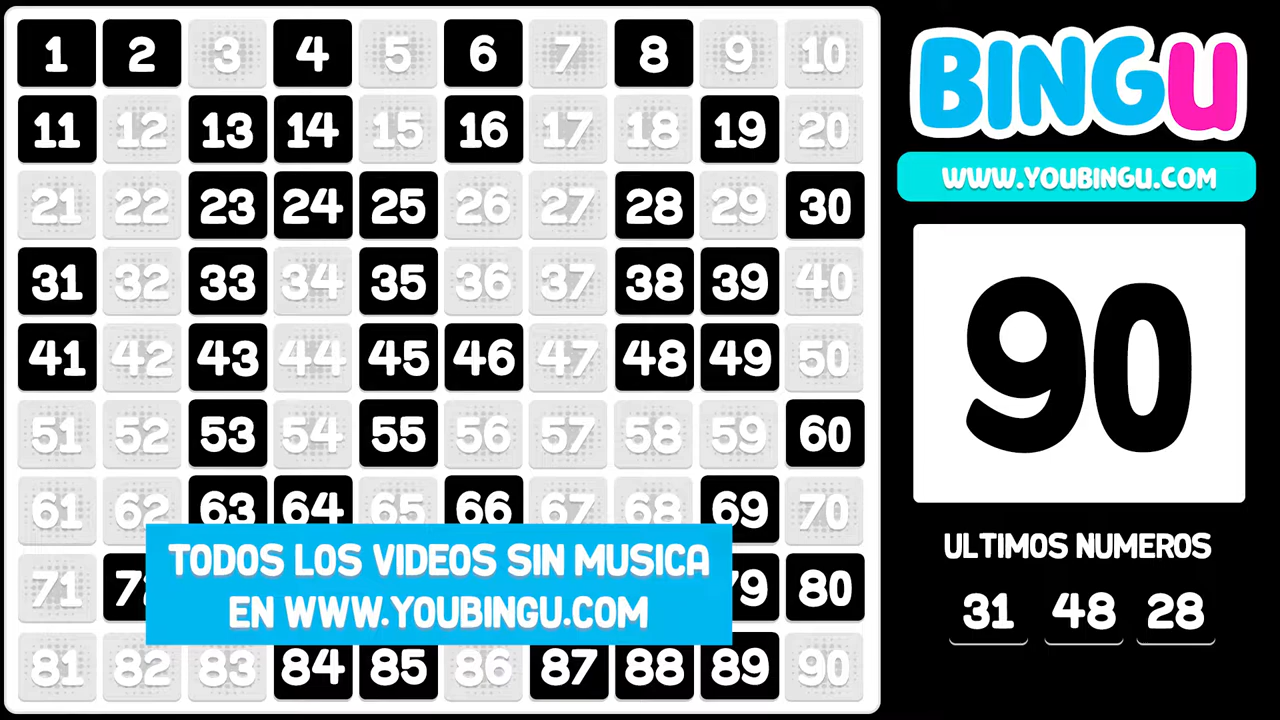 1 2 3 4 5 6 7 8 9 10
11 12 13 14 15 16 17 18 19 20
21 22 23 24 25 26 27 28 29 30
31 32 33 34 35 36 37 38 39 40
41 42 43 44 45 46 47 48 49 50
51 52 53 54 55 56 57 58 59 60
61 62 63 64 65 66 67 68 69 70
71 79 80
81 82 83 84 85 86 87 88 89 90
TODOS LOS VIDEOS SIN MUSICA
EN WWW.YOUBINGU.COM
BINGU
WWW.YOUBINGU.COM
90
ULTIMOS NUMEROS
31 48 28